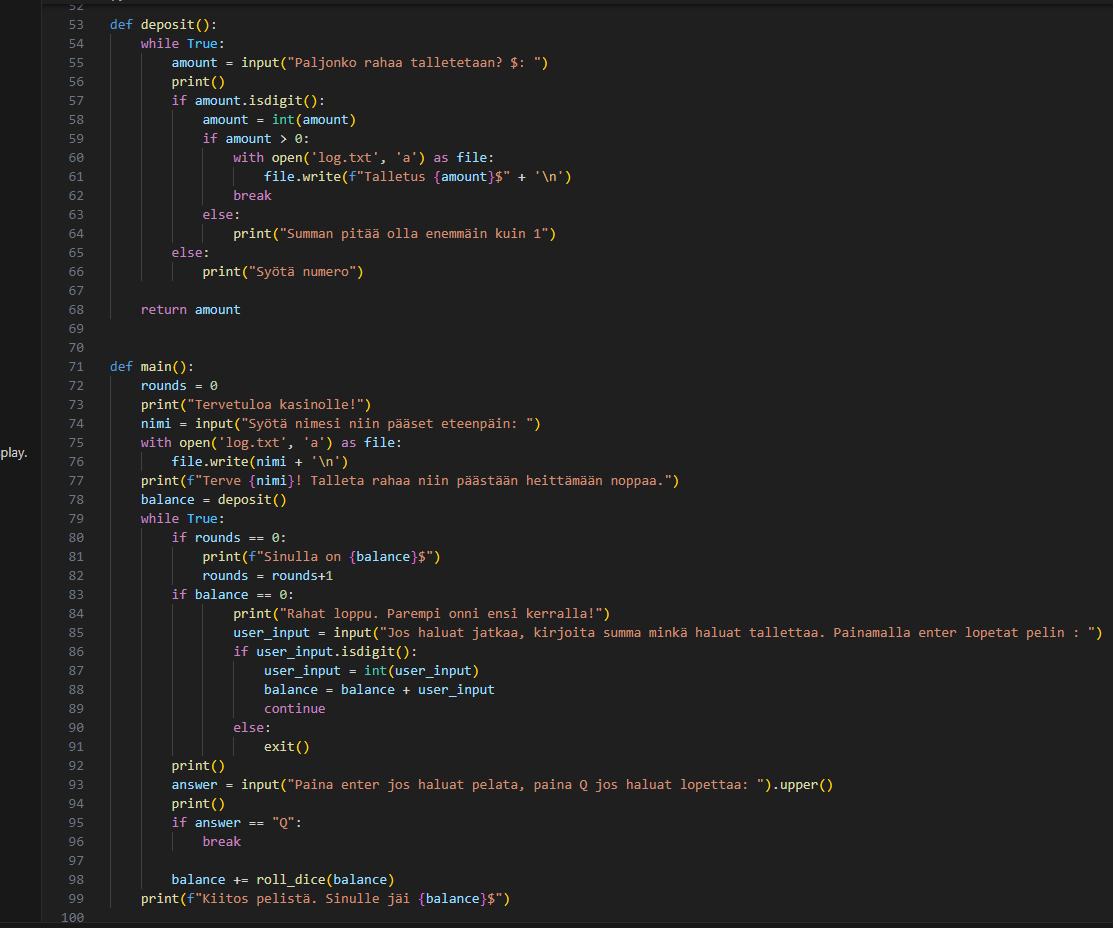 52
53 def deposit():
54     while True:
55         amount = input("Paljonko rahaa talletetaan? $: ")
56         print()
57         if amount.isdigit():
58             amount = int(amount)
59             if amount > 0:
60                 with open('log.txt', 'a') as file:
61                     file.write(f"Talletus {amount}$" + '\n')
62                 break
63             else:
64                 print("Summan pitää olla enemmäin kuin 1")
65         else:
66             print("Syötä numero")
67
68     return amount
69
70
71 def main():
72     rounds = 0
73     print("Tervetuloa kasinolle!")
74     nimi = input("Syötä nimesi niin pääset eteenpäin: ")
75     with open('log.txt', 'a') as file:
play.
76         file.write(nimi + '\n')
77     print(f"Terve {nimi}! Talleta rahaa niin päästään heittämään noppaa.")
78     balance = deposit()
79     while True:
80         if rounds == 0:
81             print(f"Sinulla on {balance}$")
82             rounds = rounds+1
83         if balance == 0:
84                 print("Rahat loppu. Parempi onni ensi kerralla!")
85                 user_input = input("Jos haluat jatkaa, kirjoita summa minkä haluat tallettaa. Painamalla enter lopetat pelin : ")
86                 if user_input.isdigit():
87                     user_input = int(user_input)
88                     balance = balance + user_input
89                     continue
90                 else:
91                     exit()
92         print()
93         answer = input("Paina enter jos haluat pelata, paina Q jos haluat lopettaa: ").upper()
94         print()
95         if answer == "Q":
96             break
97
98         balance += roll_dice(balance)
99     print(f"Kiitos pelistä. Sinulle jäi {balance}$")
100